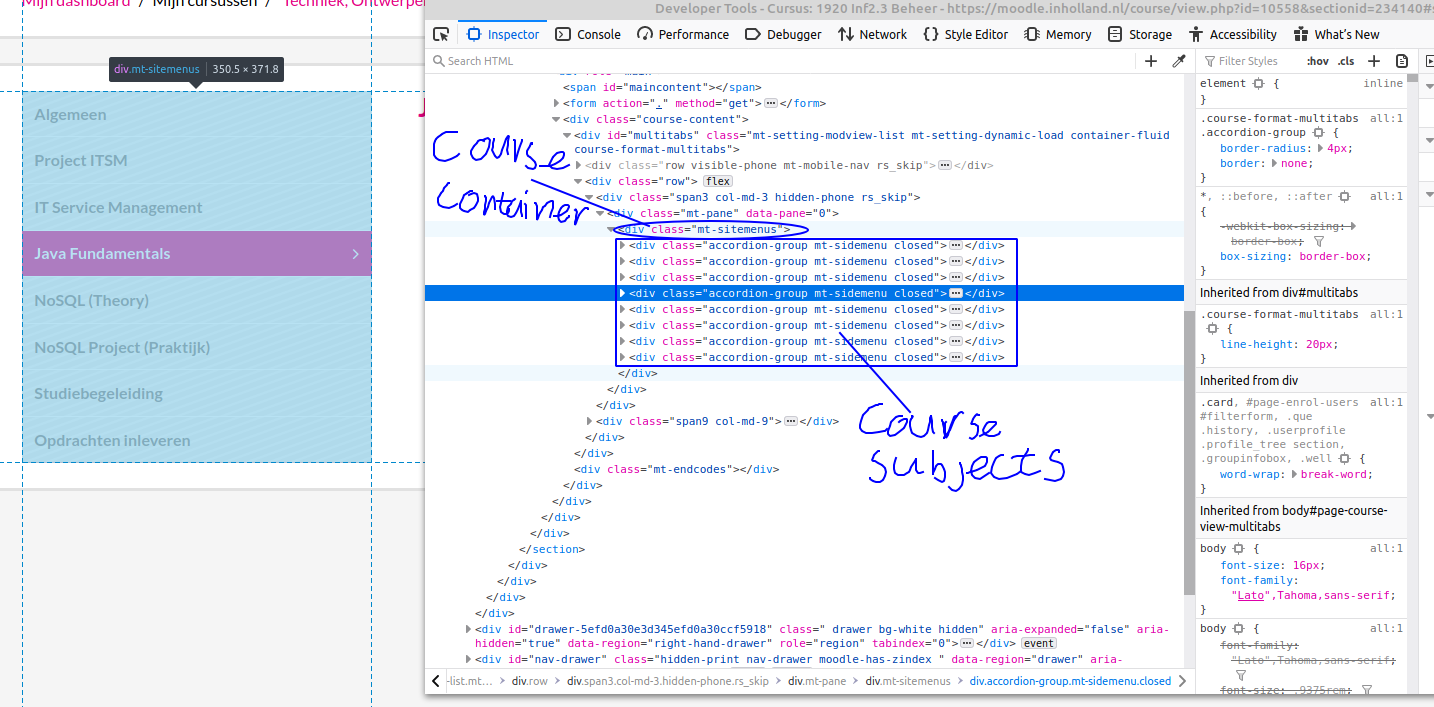 Mijn dashboard / Mijn cursussen / Techniek, Ontwerpe
Developer Tools - Cursus: 1920 Inf2.3 Beheer - https://moodle.inholland.nl/course/view.php?id=10558&sectionid=234140#s
Inspector Console Performance Debugger Network Style Editor Memory Storage Accessibility What's New
Search HTML
div.mt-sitemenus 350.5 × 371.8
Algemeen
Project ITSM
IT Service Management
Java Fundamentals
NoSQL (Theory)
NoSQL Project (Praktijk)
Studiebegeleiding
Opdrachten inleveren
<span id="maincontent"></span>
<form action="." method="get"></form>
<div class="course-content">
<div id="multitabs" class="mt-setting-modview-list mt-setting-dynamic-load container-fluid
course-format-multitabs">
<div class="row visible-phone mt-mobile-nav rs_skip"></div>
<div class="row"> flex
<div class="span3 col-md-3 hidden-phone rs_skip">
<div class="mt-pane" data-pane="0">
<div class="mt-sitemenus">
<div class="accordion-group mt-sidemenu closed"></div>
<div class="accordion-group mt-sidemenu closed"></div>
<div class="accordion-group mt-sidemenu closed"></div>
<div class="accordion-group mt-sidemenu closed"></div>
<div class="accordion-group mt-sidemenu closed"></div>
<div class="accordion-group mt-sidemenu closed"></div>
<div class="accordion-group mt-sidemenu closed"></div>
<div class="accordion-group mt-sidemenu closed"></div>
</div>
</div>
</div>
<div class="span9 col-md-9"></div>
</div>
</div>
<div class="mt-endcodes"></div>
</div>
</div>
</div>
</div>
</section>
</div>
</div>
</div>
</div>
<div id="drawer-5efd0a30e3d345efd0a30ccf5918" class=" drawer bg-white hidden" aria-expanded="false" aria-
hidden="true" data-region="right-hand-drawer" role="region" tabindex="0"></div> event
<div id="nav-drawer" class="hidden-print nav-drawer moodle-has-zindex " data-region="drawer" aria-
-list.mt… div.row div.span3.col-md-3.hidden-phone.rs_skip div.mt-pane div.mt-sitemenus div.accordion-group.mt-sidemenu.closed
Course
Container
Course
subjects
Filter Styles :hov .cls
element { inline
}
.course-format-multitabs all:1
.accordion-group {
border-radius: 4px;
border: none;
}
*, ::before, ::after
{
-webkit-box-sizing:
border-box;
box-sizing: border-box;
}
Inherited from div#multitabs
.course-format-multitabs all:1
{
line-height: 20px;
}
Inherited from div
.card, #page-enrol-users all:1
#filterform, .que
.history, .userprofile
.profile_tree section,
.groupinfobox, .well {
word-wrap: break-word;
}
Inherited from body#page-course-
view-multitabs
body { all:1
font-size: 16px;
font-family:
"Lato",Tahoma,sans-serif;
}
body { all:1
font-family:
"Lato",Tahoma,sans-serif;
font-size: .9375rem;